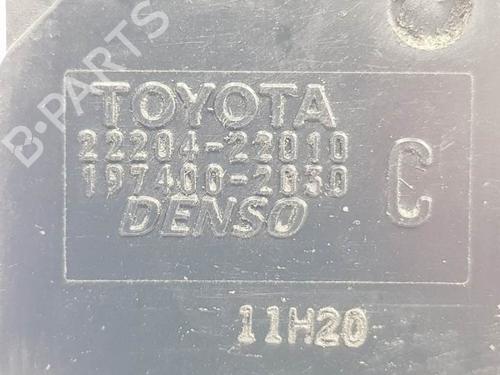 B-PARTS
TOYOTA
22204-22010
197400-2030
DENSO
C
11H20